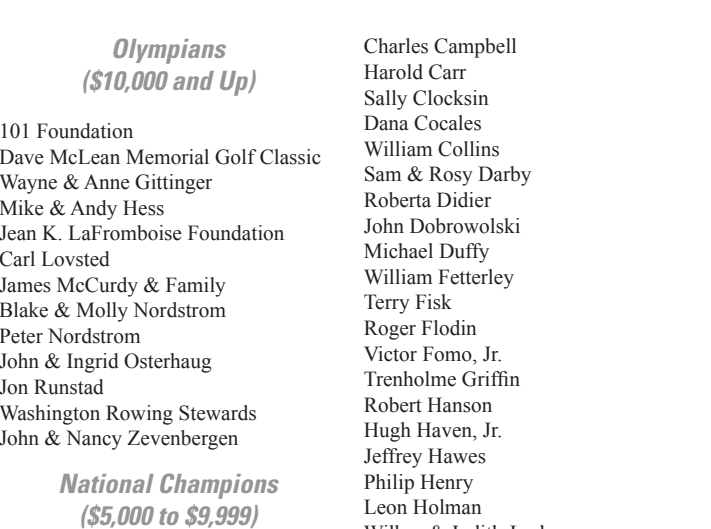 Olympians
($10,000 and Up)
101 Foundation
Dave McLean Memorial Golf Classic
Wayne & Anne Gittinger
Mike & Andy Hess
Jean K. LaFromboise Foundation
Carl Lovsted
James McCurdy & Family
Blake & Molly Nordstrom
Peter Nordstrom
John & Ingrid Osterhaug
Jon Runstad
Washington Rowing Stewards
John & Nancy Zevenbergen
National Champions
($5,000 to $9,999)
Charles Campbell
Harold Carr
Sally Clocksin
Dana Cocales
William Collins
Sam & Rosy Darby
Roberta Didier
John Dobrowolski
Michael Duffy
William Fetterley
Terry Fisk
Roger Flodin
Victor Fomo, Jr.
Trenholme Griffin
Robert Hanson
Hugh Haven, Jr.
Jeffrey Hawes
Philip Henry
Leon Holman